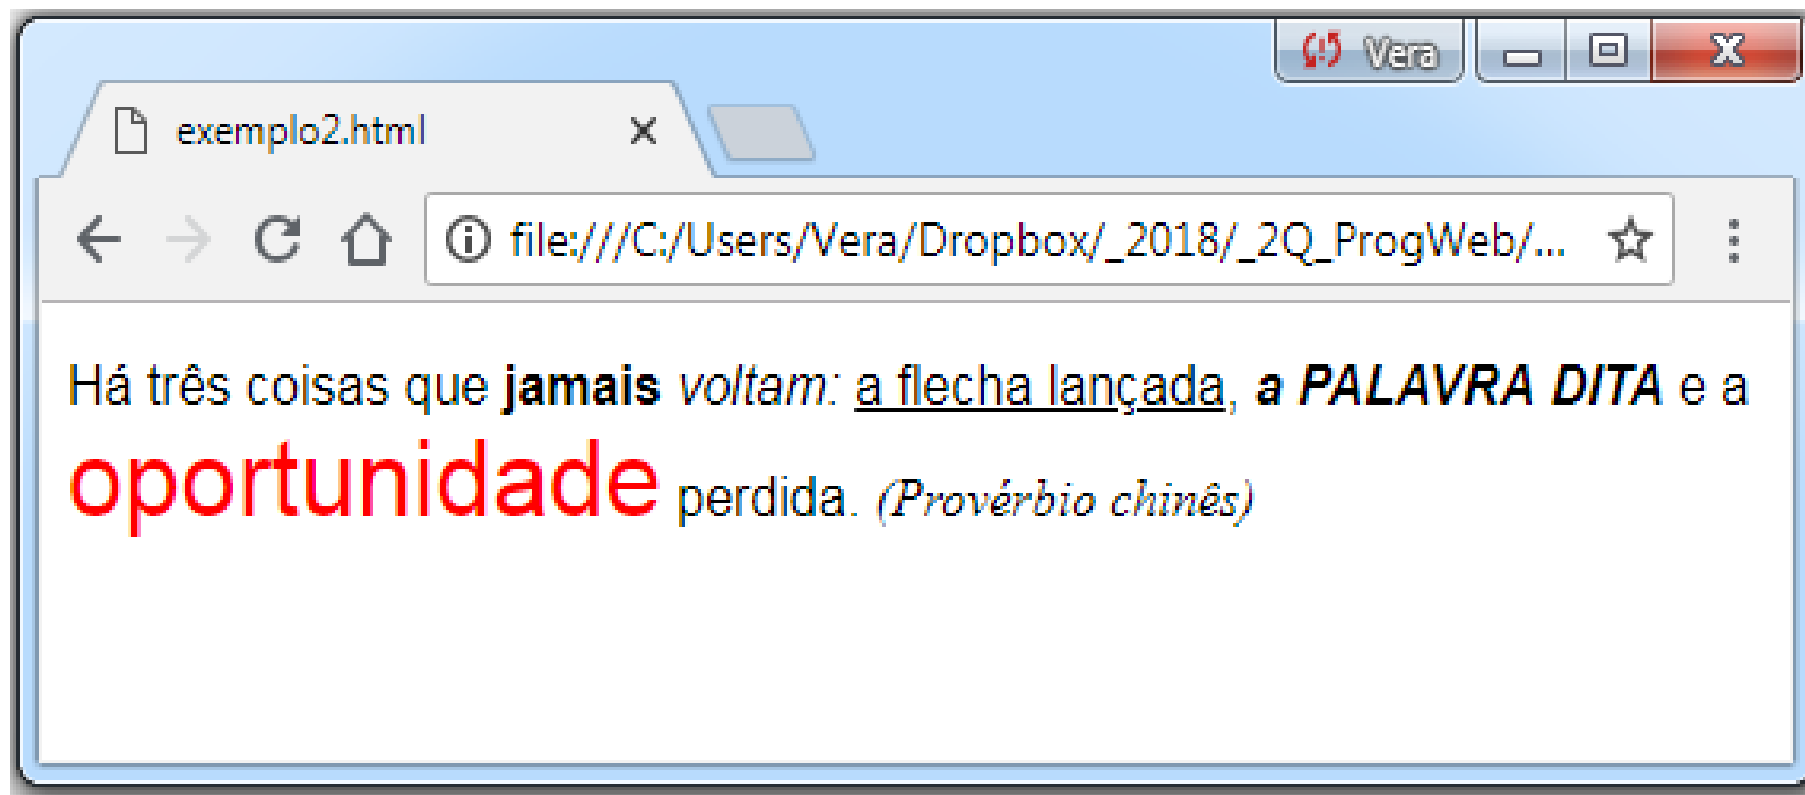 Vera
exemplo2.html
file:///C:/Users/Vera/Dropbox/_2018/_2Q_ProgWeb/...
Há três coisas que jamais voltam: a flecha lançada, a PALAVRA DITA e a
oportunidade perdida. (Provérbio chinês)